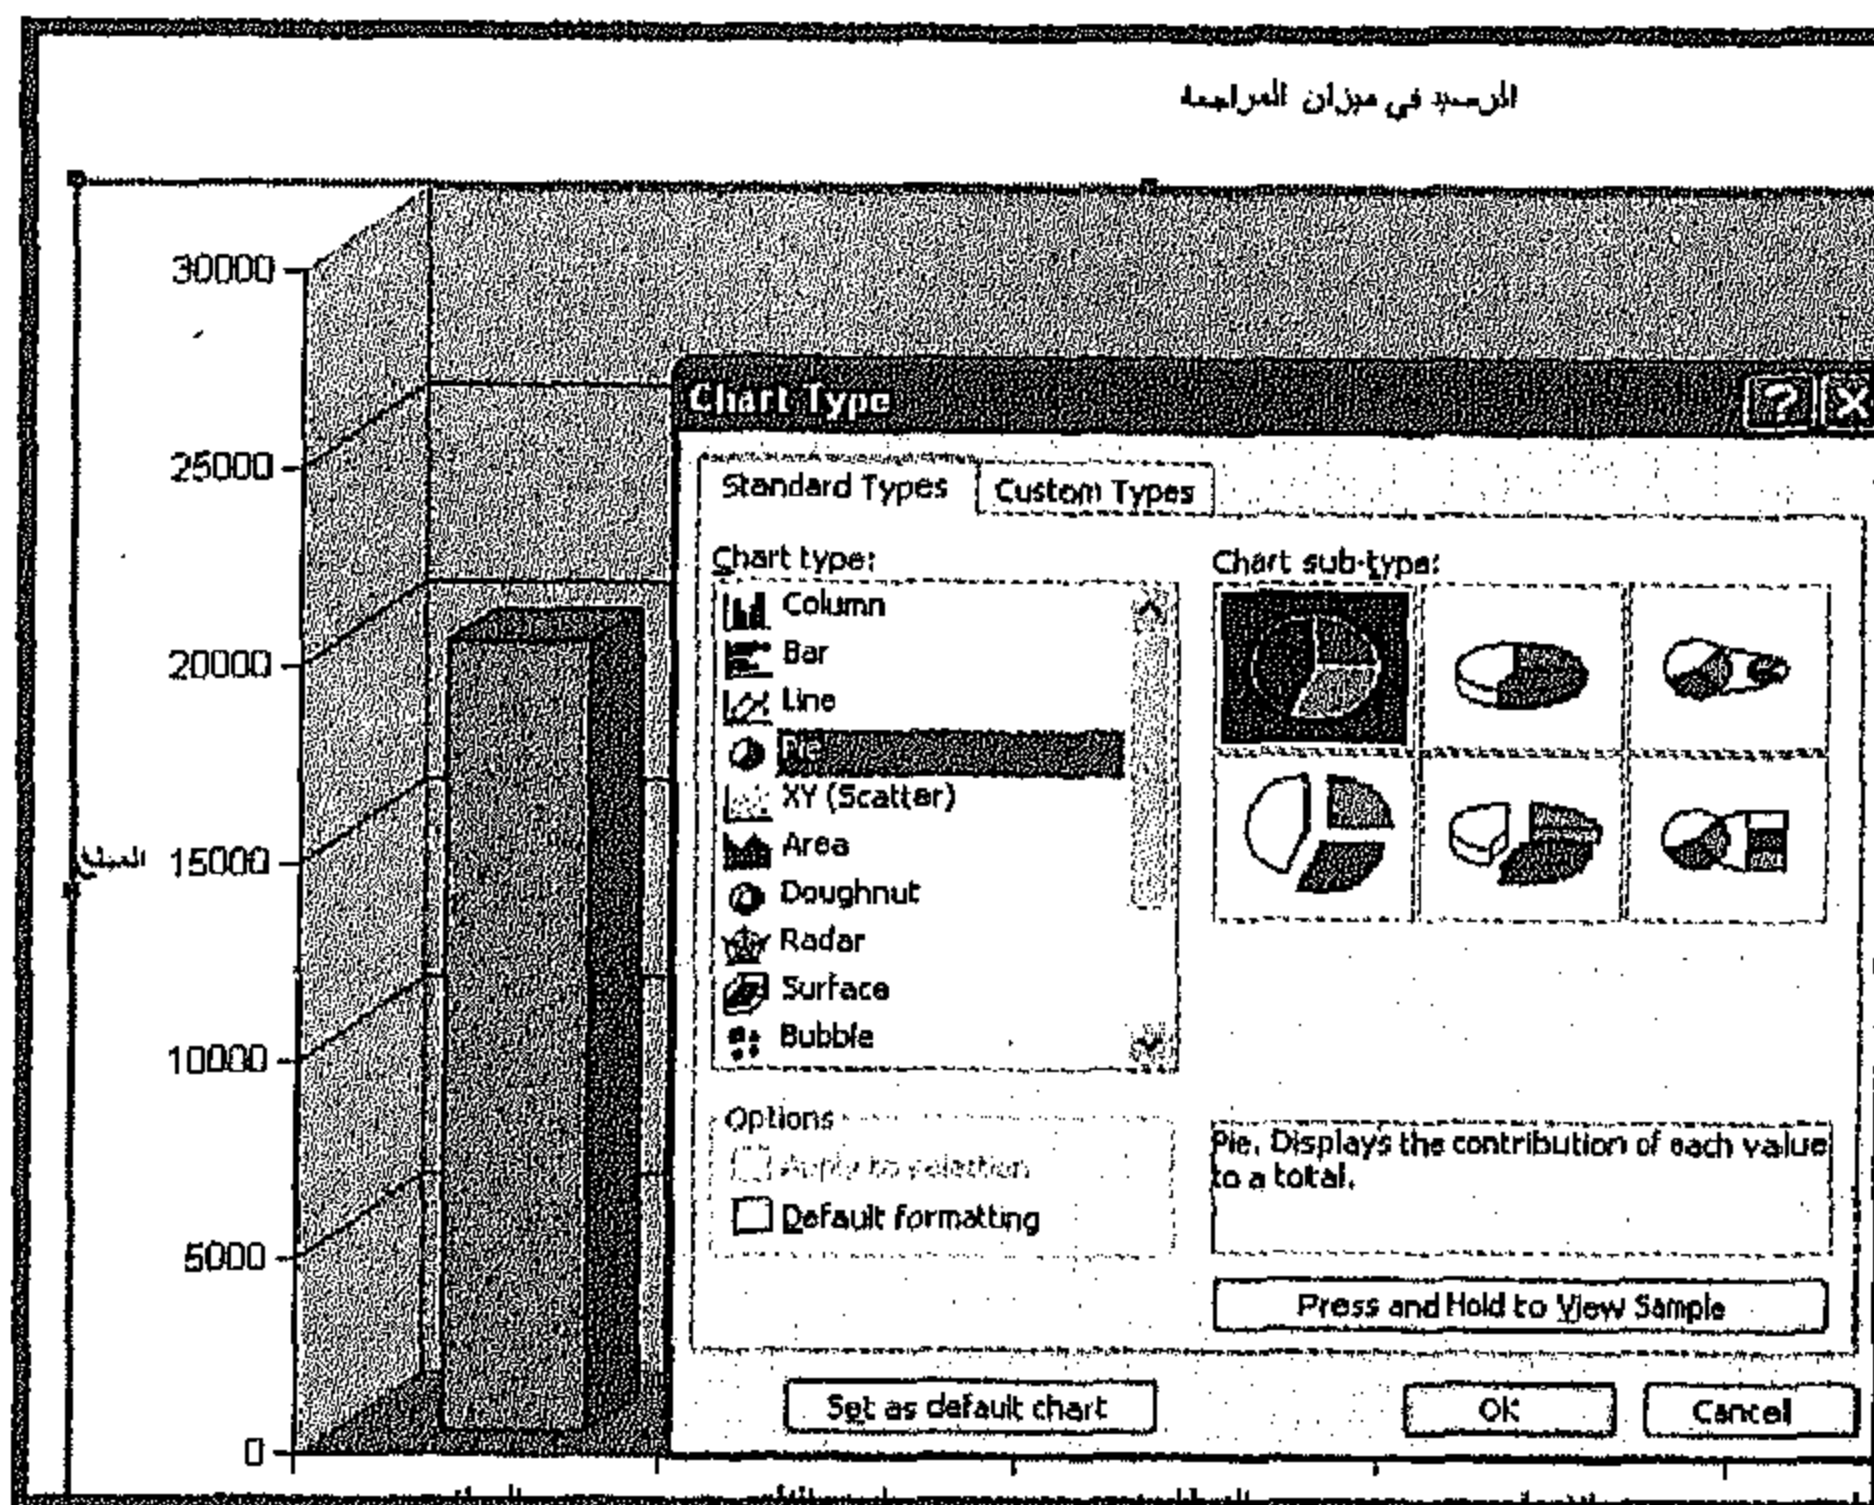 الرصيد في ميزان المراجعة
30000
25000
20000
15000
10000
5000
0
المبلغ
Chart Type
Standard Types
Custom Types
Chart type:
Column
Bar
Line
Pie
XY (Scatter)
Area
Doughnut
Radar
Surface
Bubble
Chart sub-type:
Options
Apply to selection
Default formatting
Pie. Displays the contribution of each value
to a total.
Press and Hold to View Sample
Set as default chart
OK
Cancel